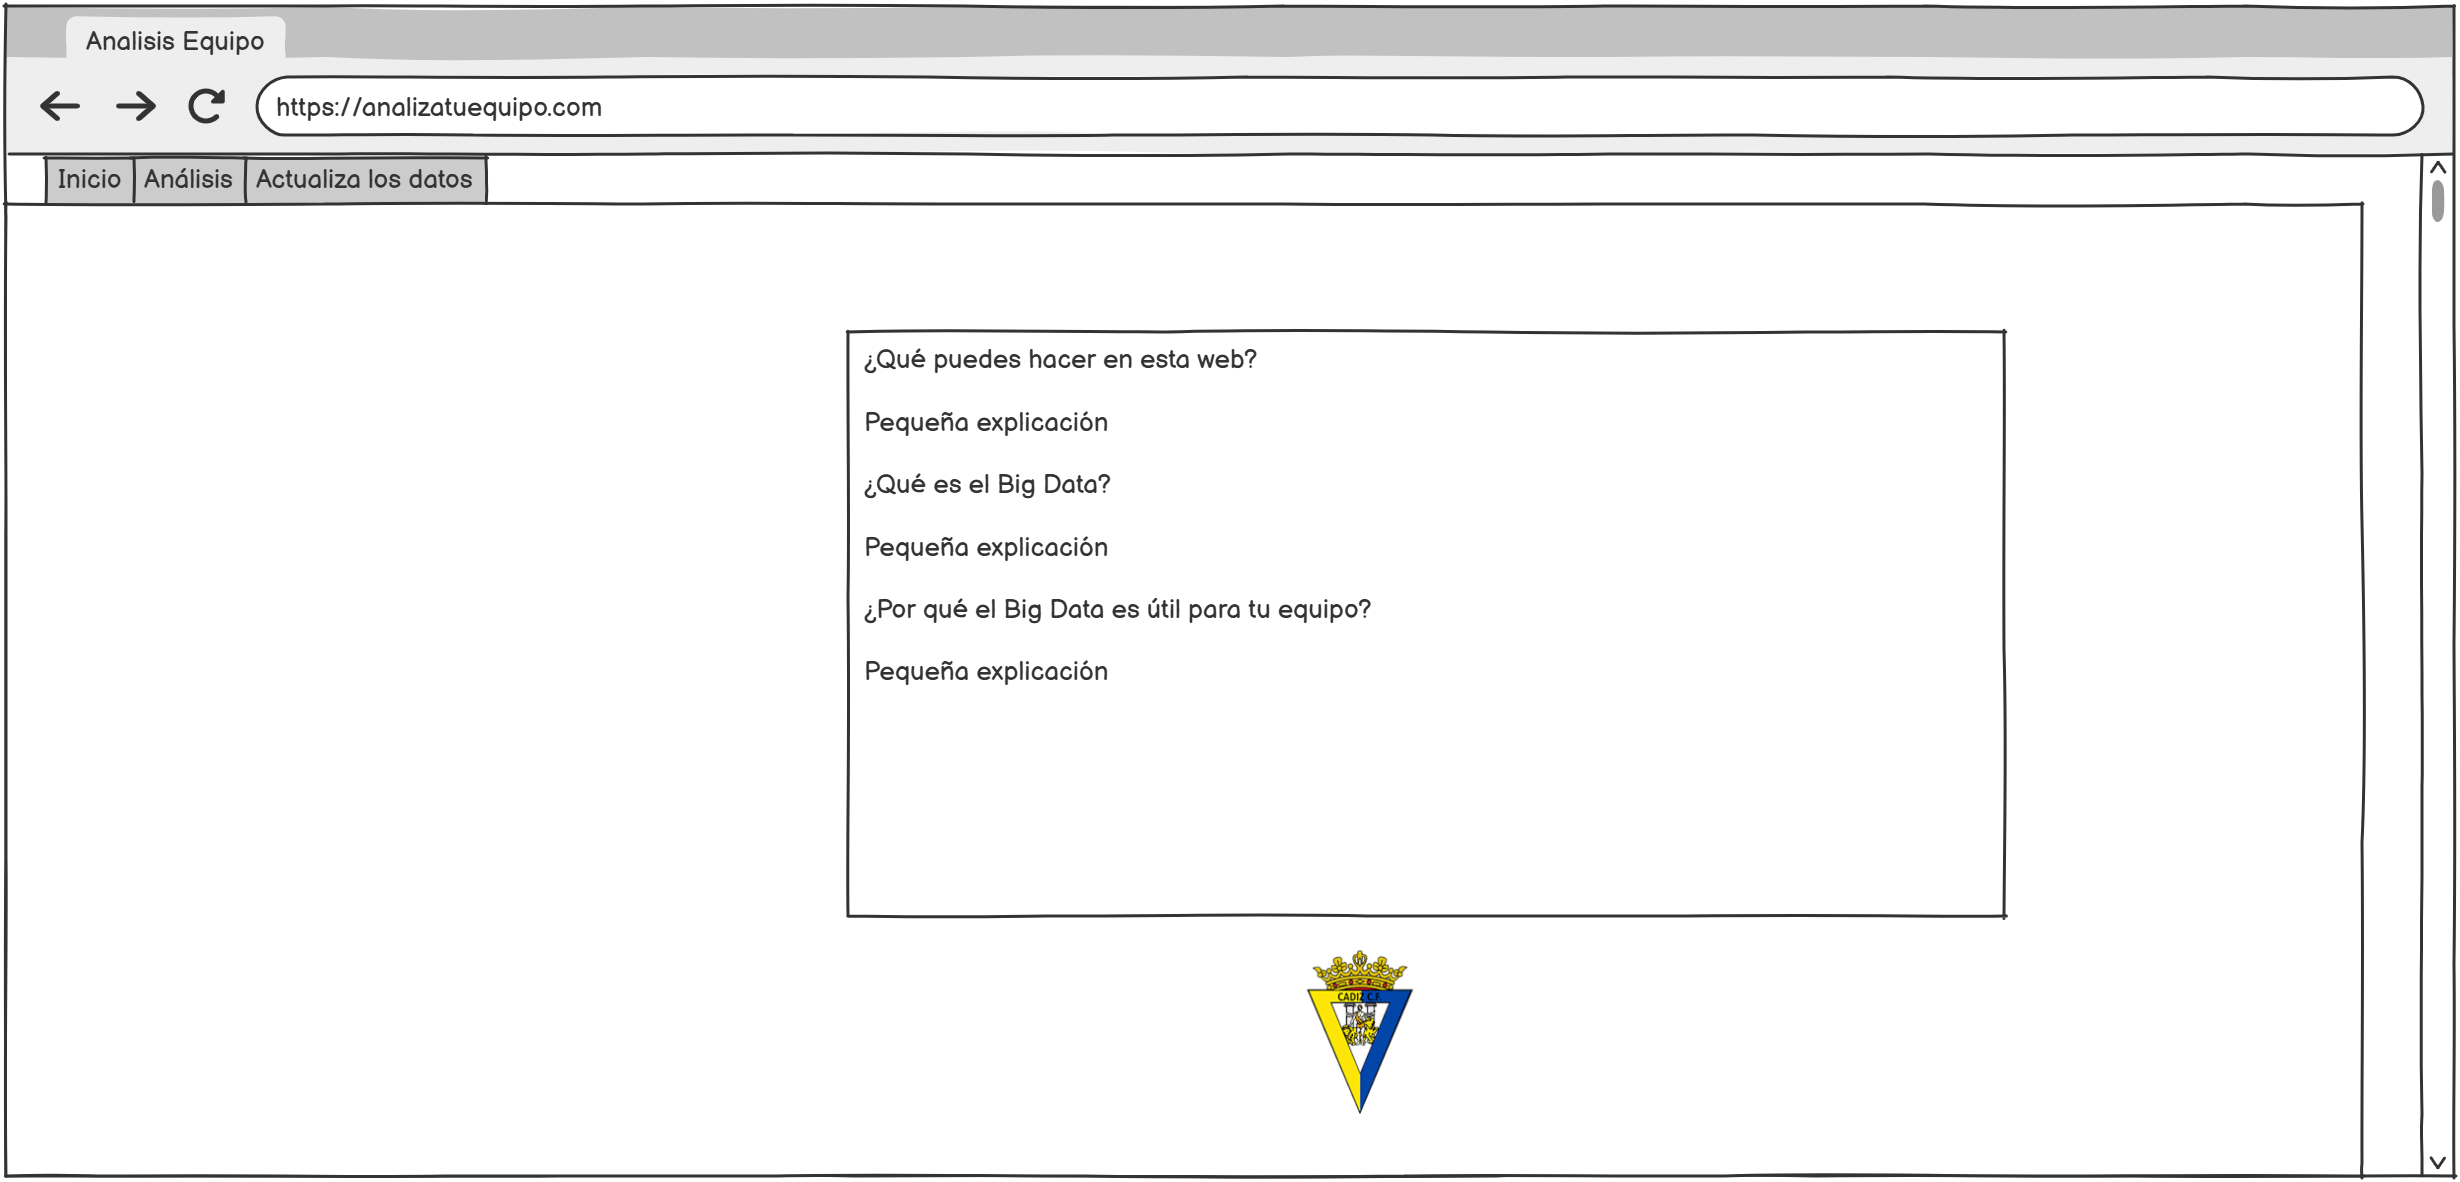 Analisis Equipo
https://analizatuequipo.com
Inicio Análisis Actualiza los datos
¿Qué puedes hacer en esta web?
Pequeña explicación
¿Qué es el Big Data?
Pequeña explicación
¿Por qué el Big Data es útil para tu equipo?
Pequeña explicación
CADIZ C.F.